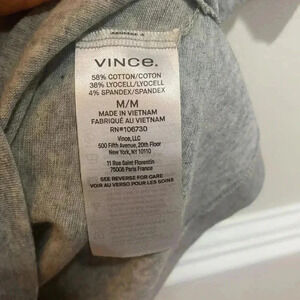 VINCE.
58% COTTON/COTON
38% LYOCELL/LYOCELL
4% SPANDEX/SPANDEX
M/M
MADE IN VIETNAM
FABRIQUÉ AU VIETNAM
RN#106730
Vince, LLC
500 Fifth Avenue, 20th Floor
New York, NY 10110
11 Rue Saint Florentin
75008 Paris France
SEE REVERSE FOR CARE
VOIR AU VERSO POUR LES SOINS